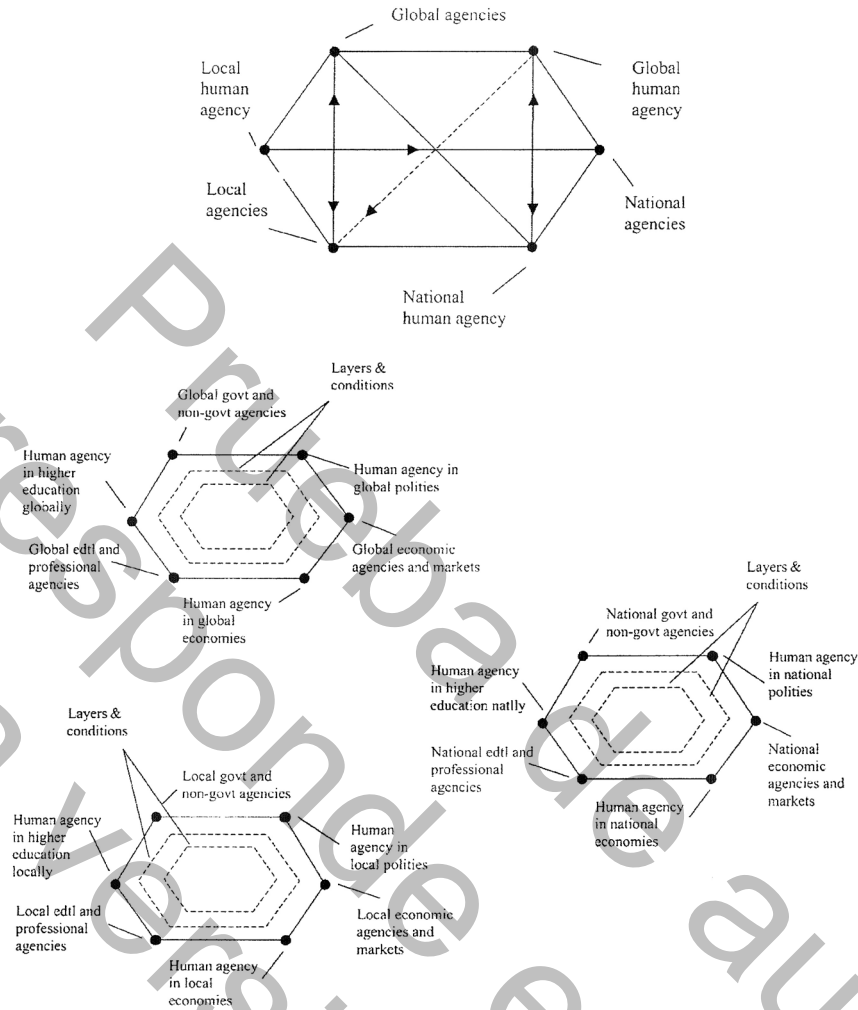 Global agencies
Local
human
agency
Global
human
agency
Local
agencies
National
agencies
National
human agency
Layers &
conditions
Global govt and
non-govt agencies
Human agency
in higher
education
globally
Human agency in
global polities
Global edtl and
professional
agencies
Global economic
agencies and markets
Human agency
in global
economies
Layers &
conditions
National govt and
non-govt agencies
Human agency
in higher
education natlly
Human agency
in national
polities
National edtl and
professional
agencies
National
economic
agencies and
markets
Human agency
in national
economies
Layers &
conditions
Local govt and
non-govt agencies
Human agency
in higher
education
locally
Human
agency in
local polities
Local edtl and
professional
agencies
Local economic
agencies and
markets
Human agency
in local
economies
Prueba de au
responde
a vers